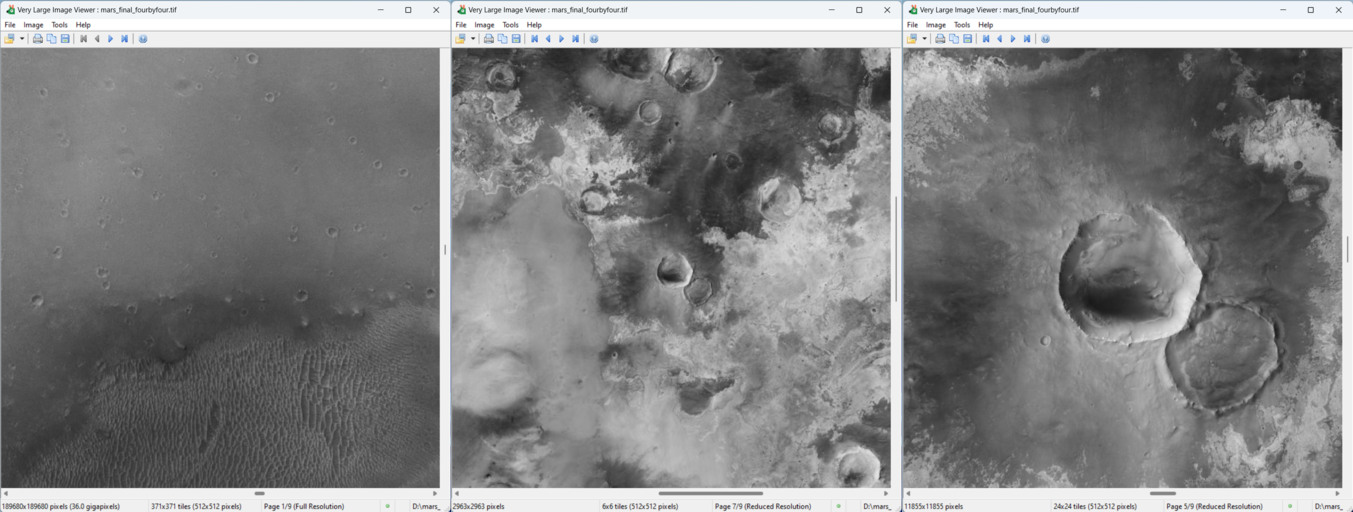 Very Large Image Viewer : mars_final_fourbyfour.tif
File Image Tools Help
189680x189680 pixels (36.0 gigapixels) 371x371 tiles (512x512 pixels) Page 1/9 (Full Resolution) D:\mars_
Very Large Image Viewer : mars_final_fourbyfour.tif
File Image Tools Help
2963x2963 pixels 6x6 tiles (512x512 pixels) Page 7/9 (Reduced Resolution) D:\mars_
Very Large Image Viewer : mars_final_fourbyfour.tif
File Image Tools Help
11855x11855 pixels 24x24 tiles (512x512 pixels) Page 5/9 (Reduced Resolution) D:\mars_